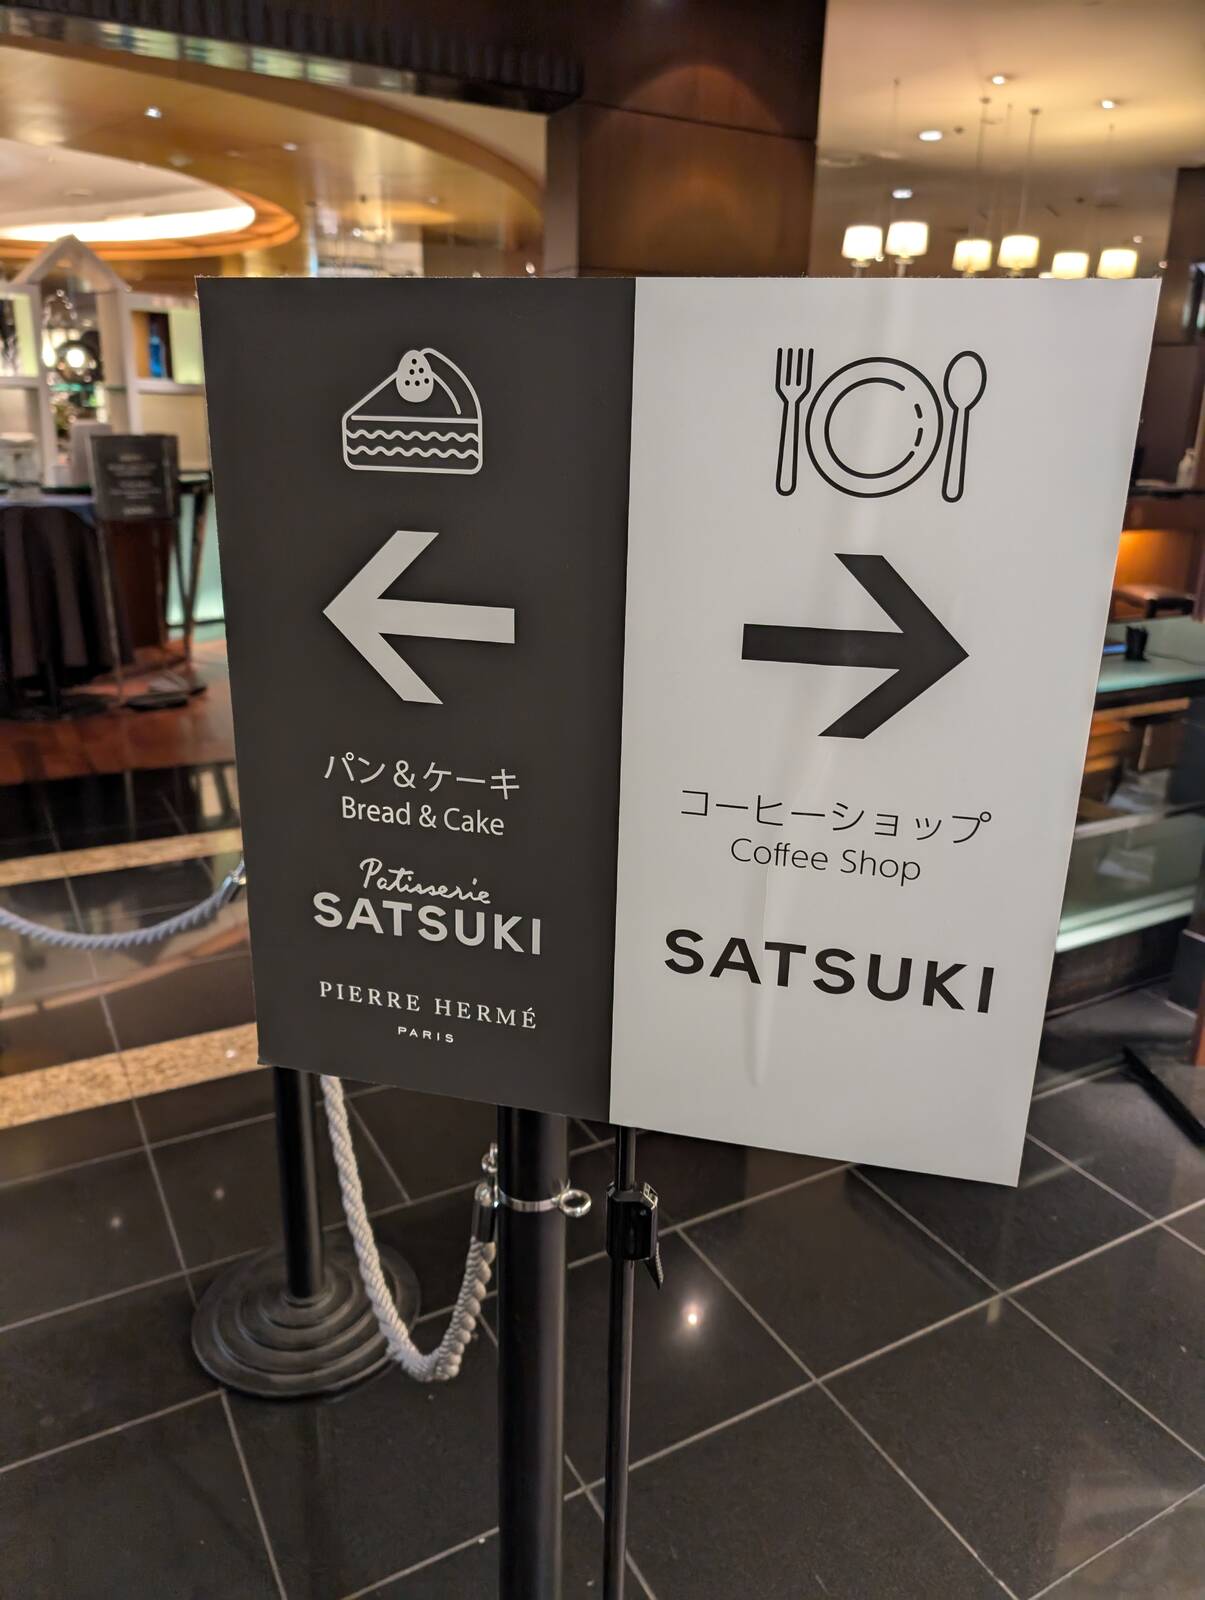 パン&ケーキ
Bread & Cake
Patisserie
SATSUKI
PIERRE HERMÉ
PARIS
コーヒーショップ
Coffee Shop
SATSUKI